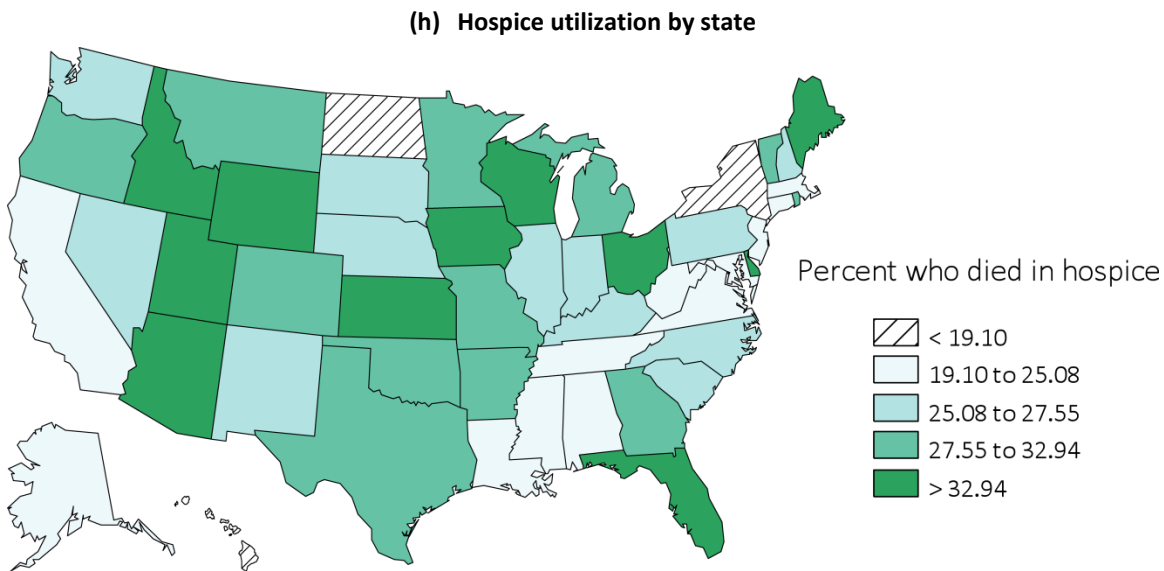 (h) Hospice utilization by state
Percent who died in hospice
< 19.10
19.10 to 25.08
25.08 to 27.55
27.55 to 32.94
> 32.94